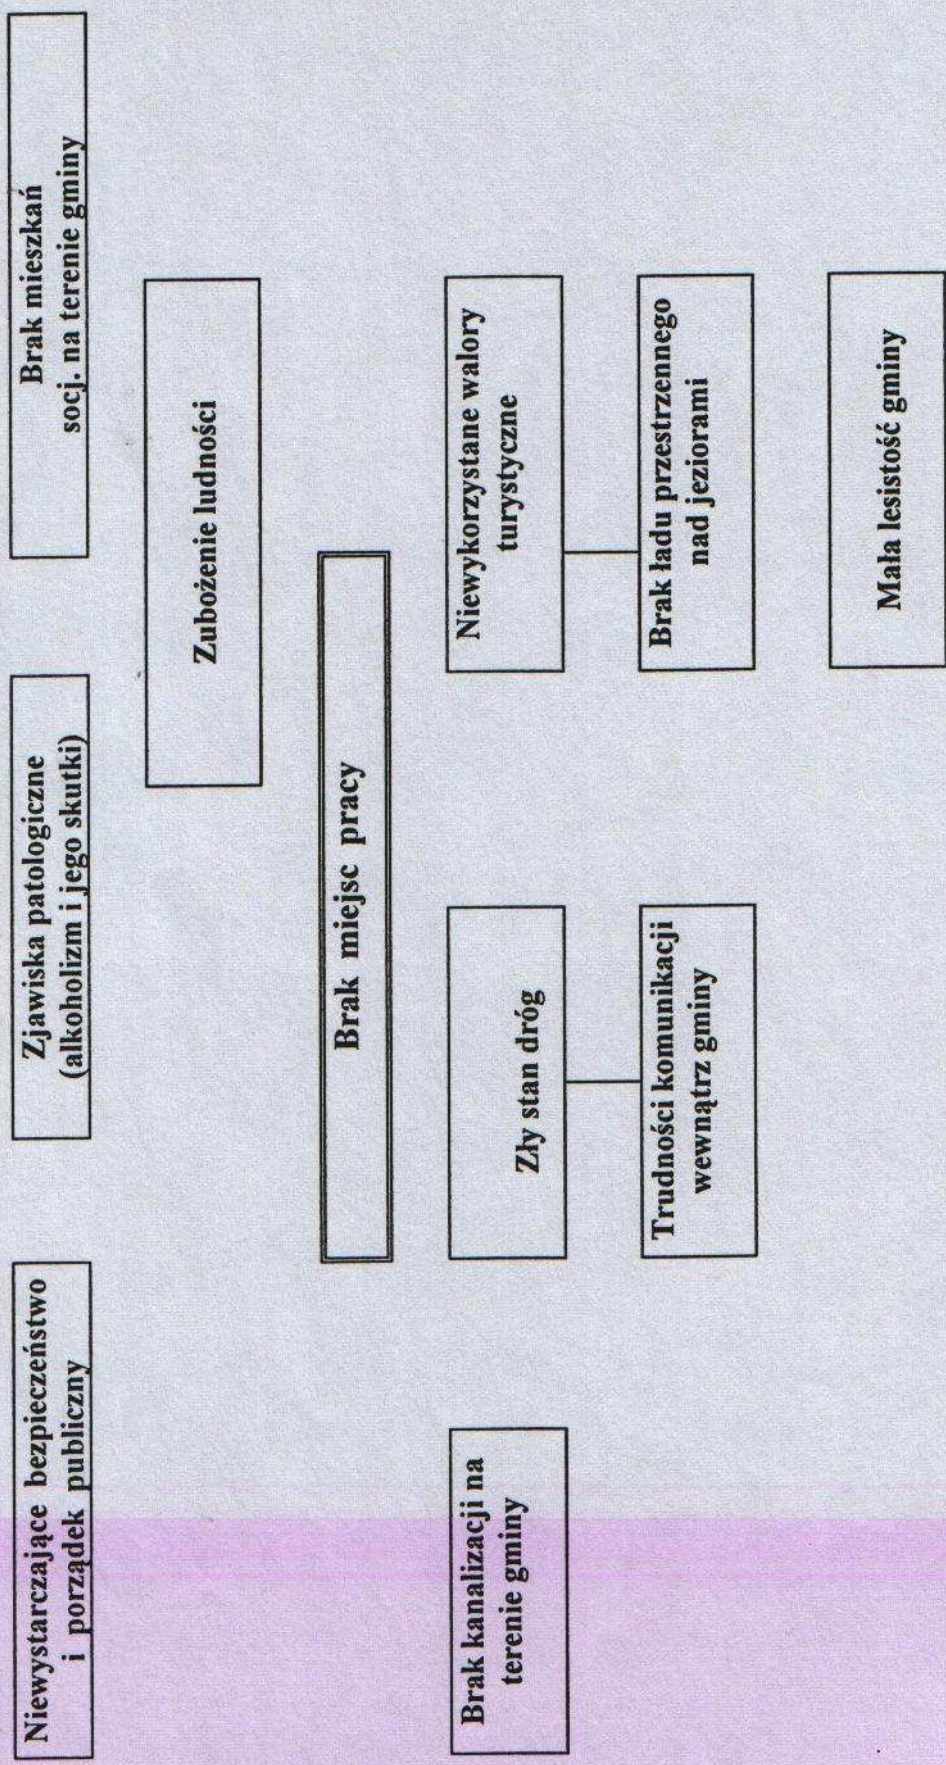 Niewystarczające bezpieczeństwo
i porządek publiczny
Zjawiska patologiczne
(alkoholizm i jego skutki)
Brak mieszkań
socj. na terenie gminy
Zubożenie ludności
Brak miejsc pracy
Brak kanalizacji na
terenie gminy
Zły stan dróg
Niewykorzystane walory
turystyczne
Trudności komunikacji
wewnątrz gminy
Brak ładu przestrzennego
nad jeziorami
Mała lesistość gminy